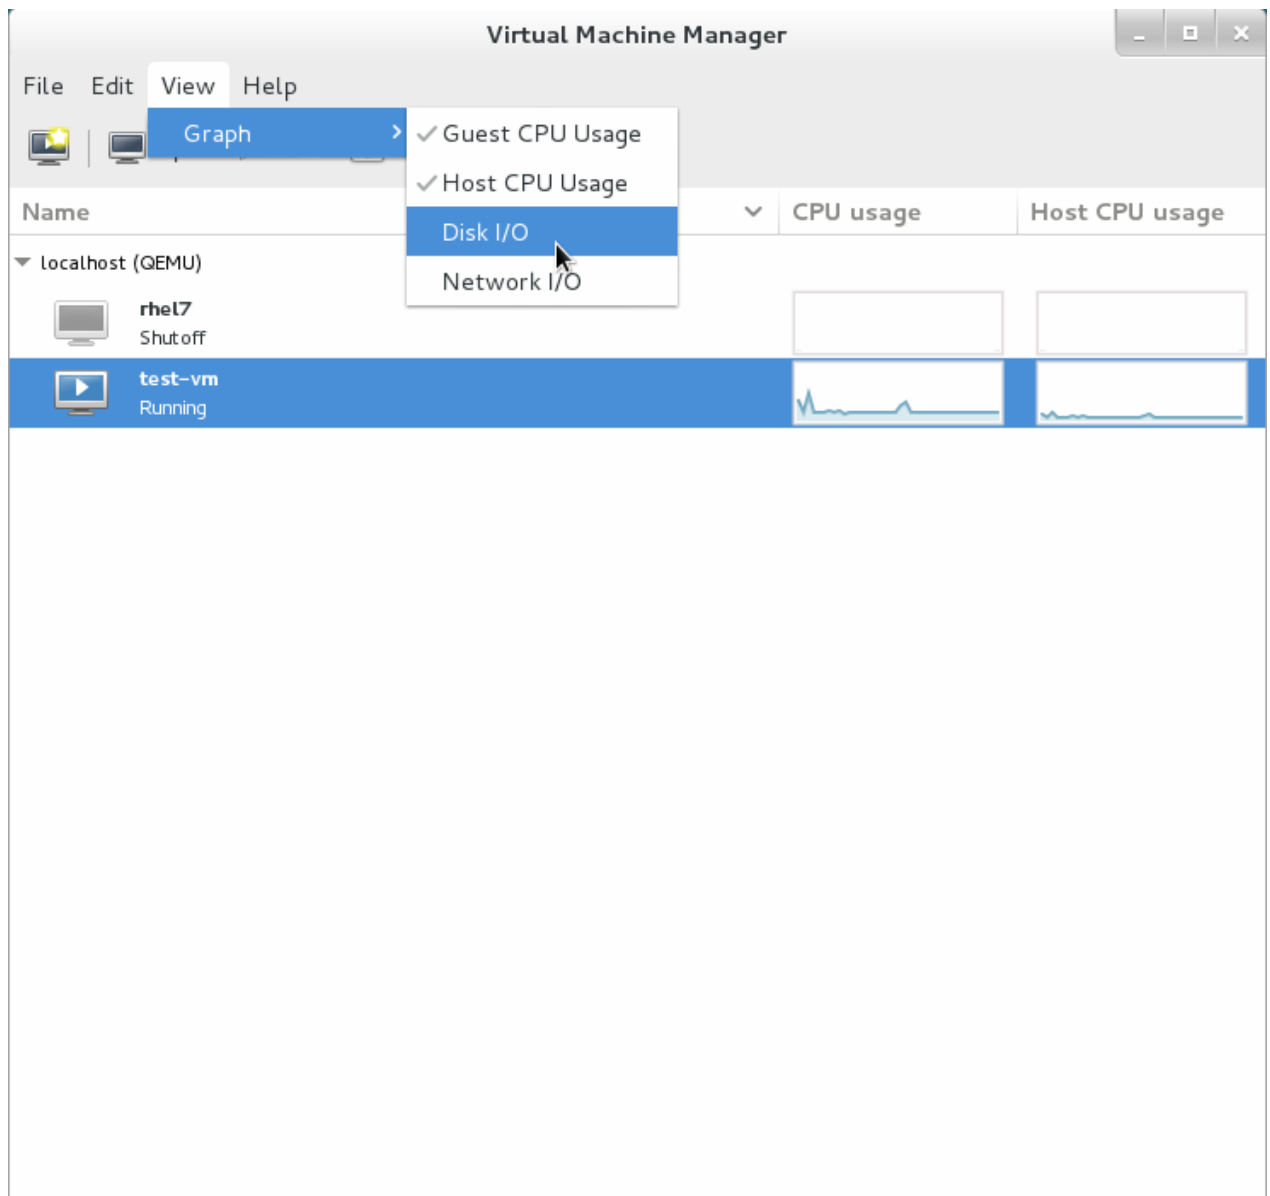 Virtual Machine Manager
File Edit View Help
Graph
Guest CPU Usage
Host CPU Usage
Disk I/O
Network I/O
Name CPU usage Host CPU usage
localhost (QEMU)
rhel7
Shutoff
test-vm
Running